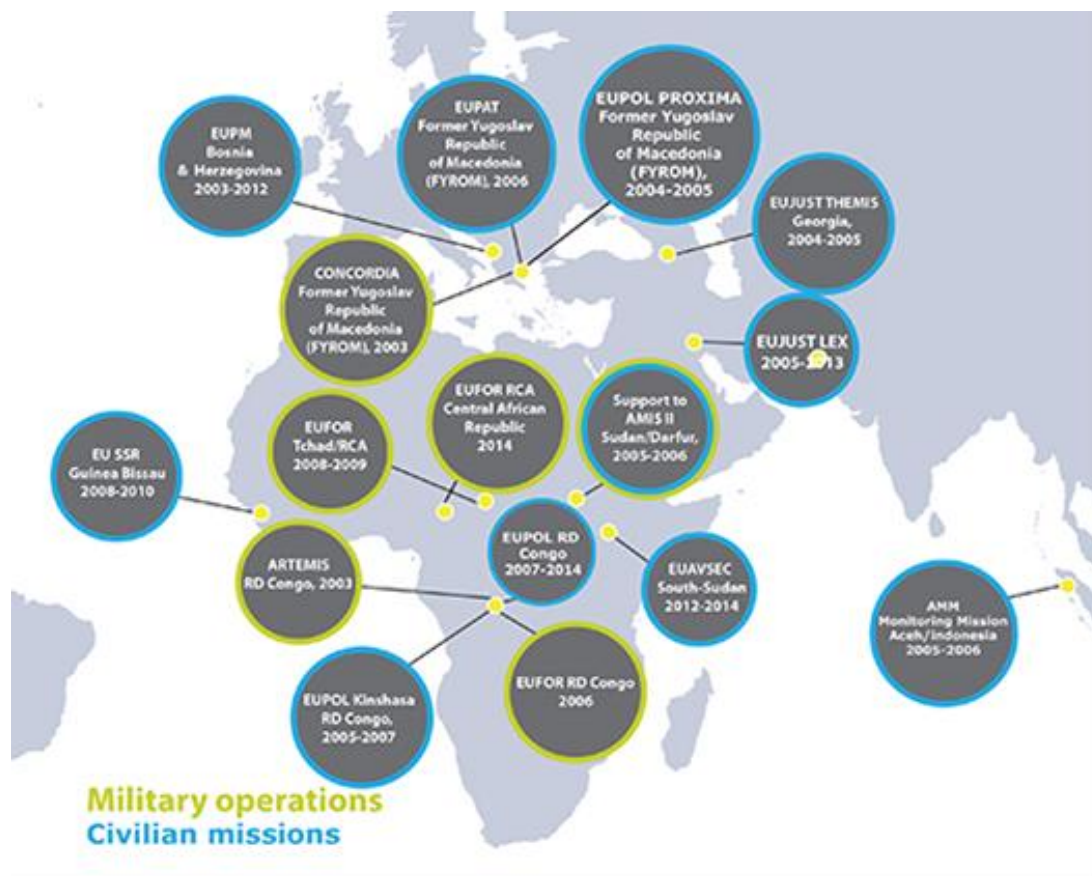 EUPM
Bosnia
& Herzegovina
2003-2012
EUPAT
Former Yugoslav
Republic
of Macedonia
(FYROM), 2006
EUPOL PROXIMA
Former Yugoslav
Republic
of Macedonia
(FYROM),
2004-2005
EUJUST THEMIS
Georgia,
2004-2005
CONCORDIA
Former Yugoslav
Republic
of Macedonia
(FYROM), 2003
EUJUST LEX
2005-2013
EUFOR RCA
Central African
Republic
2014
Support to
AMIS II
Sudan/Darfur,
2005-2006
EUFOR
Tchad/RCA
2008-2009
EU SSR
Guinea Bissau
2008-2010
EUPOL RD
Congo
2007-2014
ARTEMIS
RD Congo, 2003
EUAVSEC
South-Sudan
2012-2014
AMM
Monitoring Mission
Aceh/indonesia
2005-2006
EUFOR RD Congo
2006
EUPOL Kinshasa
RD Congo,
2005-2007
Military operations
Civilian missions